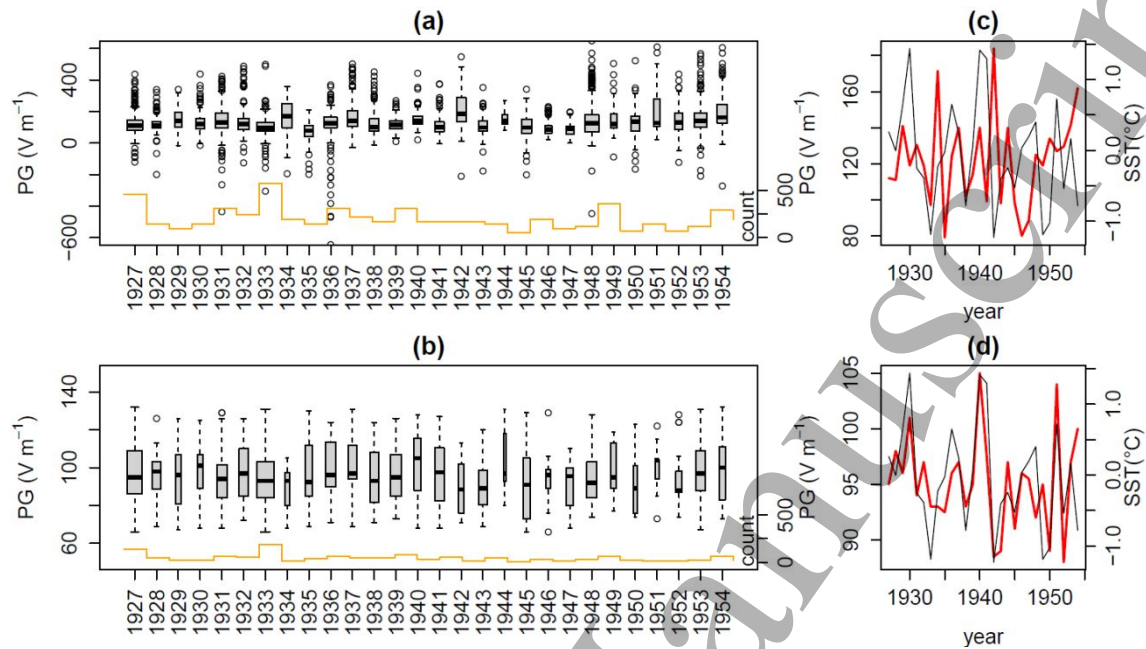 (a)
PG (V m⁻¹)
400
0
−600
500
0
count
1927 1928 1929 1930 1931 1932 1933 1934 1935 1936 1937 1938 1939 1940 1941 1942 1943 1944 1945 1946 1947 1948 1949 1950 1951 1952 1953 1954
(c)
PG (V m⁻¹)
160
120
80
1.0
0.0
−1.0
SST(°C)
1930 1940 1950
year
(b)
PG (V m⁻¹)
140
100
60
500
0
count
1927 1928 1929 1930 1931 1932 1933 1934 1935 1936 1937 1938 1939 1940 1941 1942 1943 1944 1945 1946 1947 1948 1949 1950 1951 1952 1953 1954
(d)
PG (V m⁻¹)
105
100
95
90
1.0
0.0
−1.0
SST(°C)
1930 1940 1950
year
anuscri